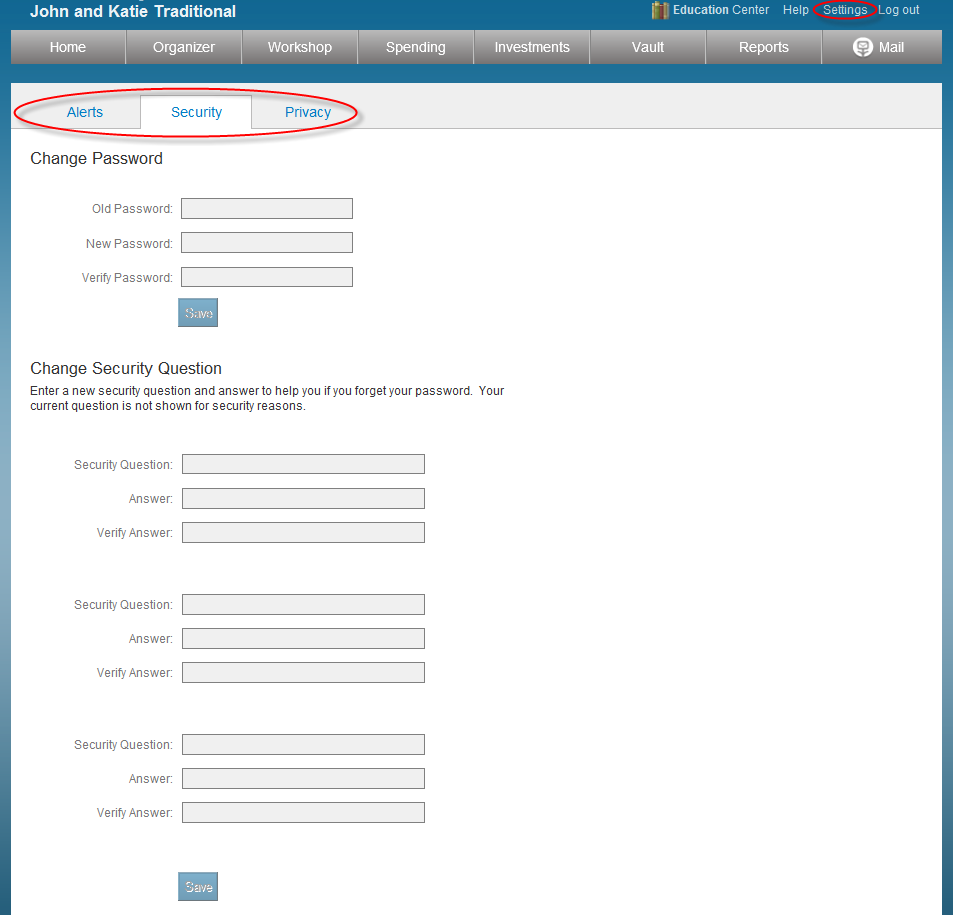 John and Katie Traditional
Education Center Help Settings Log out
Home Organizer Workshop Spending Investments Vault Reports Mail
Alerts Security Privacy
Change Password
Old Password:
New Password:
Verify Password:
Save
Change Security Question
Enter a new security question and answer to help you if you forget your password. Your
current question is not shown for security reasons.
Security Question:
Answer:
Verify Answer:
Security Question:
Answer:
Verify Answer:
Security Question:
Answer:
Verify Answer:
Save